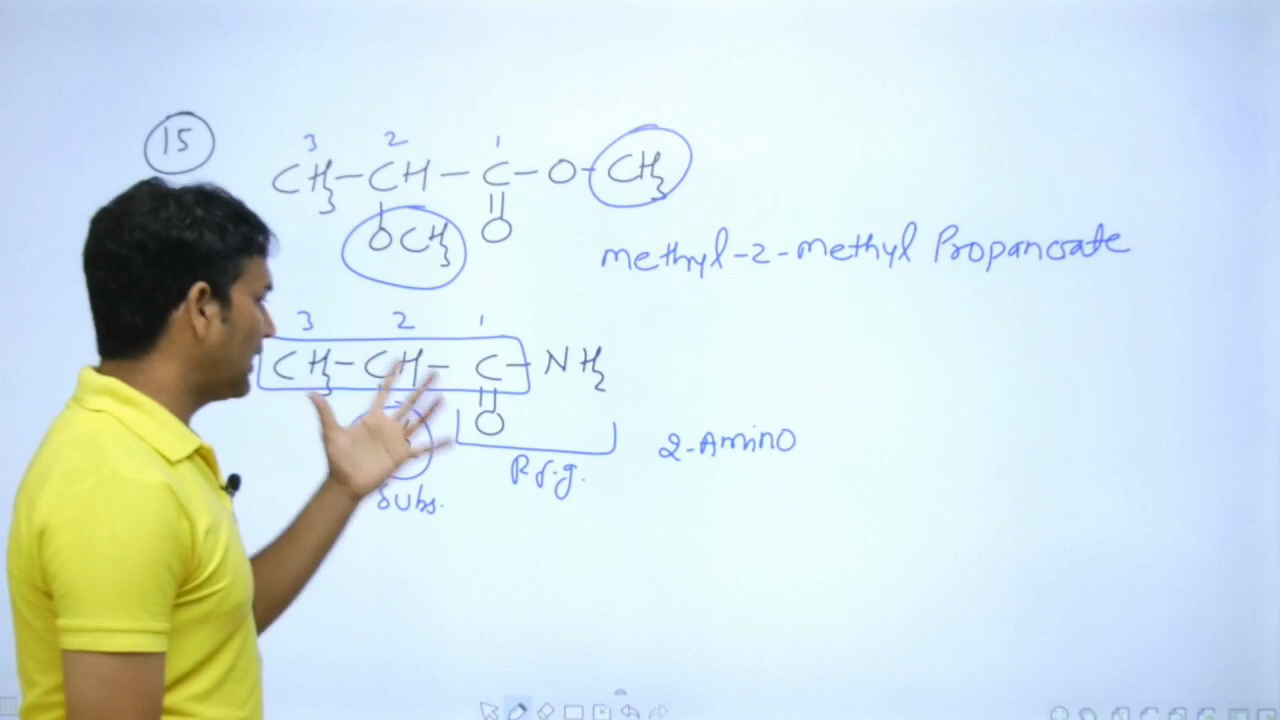 15
3 2 1
CH3-CH-C-O-CH3
OCH3 O
methyl-2-methyl Propanoate
3 2 1
CH3-CH-C-NH2
O
2-Amino
P.f.g.
Subs.